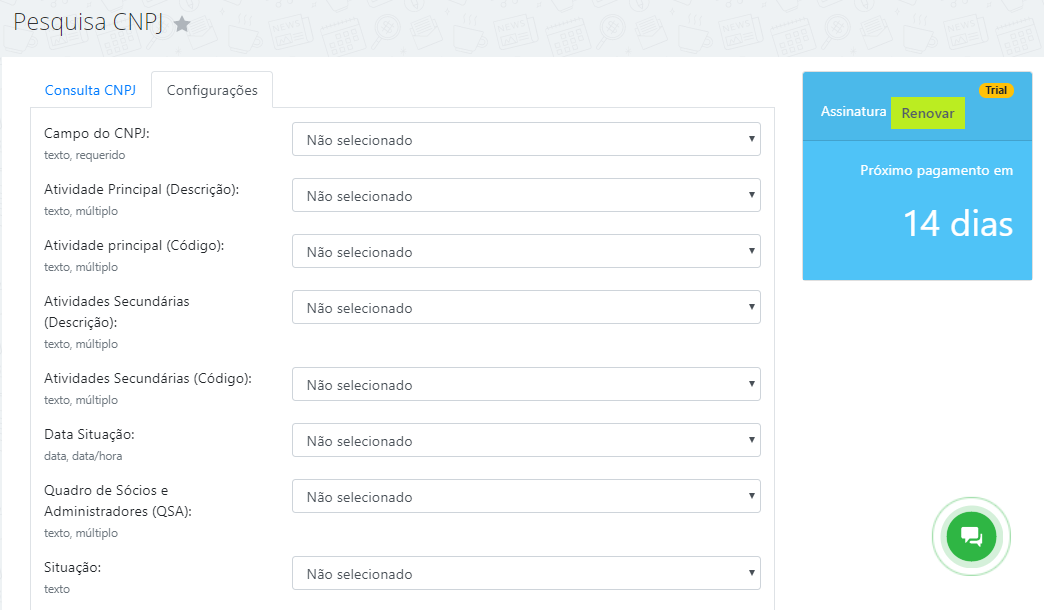 Pesquisa CNPJ
Consulta CNPJ
Configurações
Trial
Assinatura Renovar
Próximo pagamento em
14 dias
Campo do CNPJ:
texto, requerido
Não selecionado
Atividade Principal (Descrição):
texto, múltiplo
Não selecionado
Atividade principal (Código):
texto, múltiplo
Não selecionado
Atividades Secundárias
(Descrição):
texto, múltiplo
Não selecionado
Atividades Secundárias (Código):
texto, múltiplo
Não selecionado
Data Situação:
data, data/hora
Não selecionado
Quadro de Sócios e
Administradores (QSA):
texto, múltiplo
Não selecionado
Situação:
texto
Não selecionado